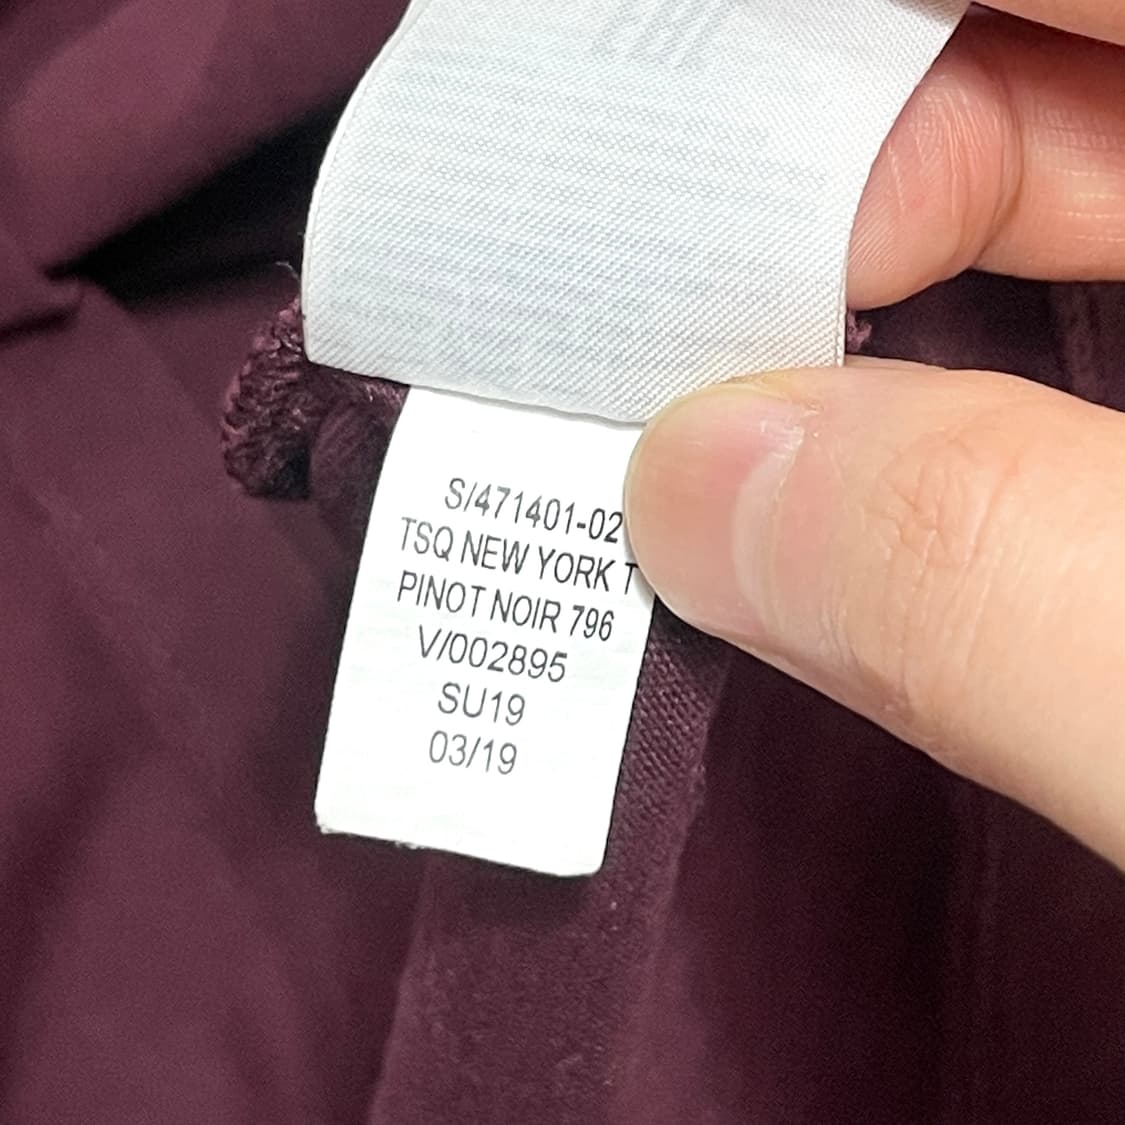 S/471401-02
TSQ NEW YORK T
PINOT NOIR 796
V/002895
SU19
03/19